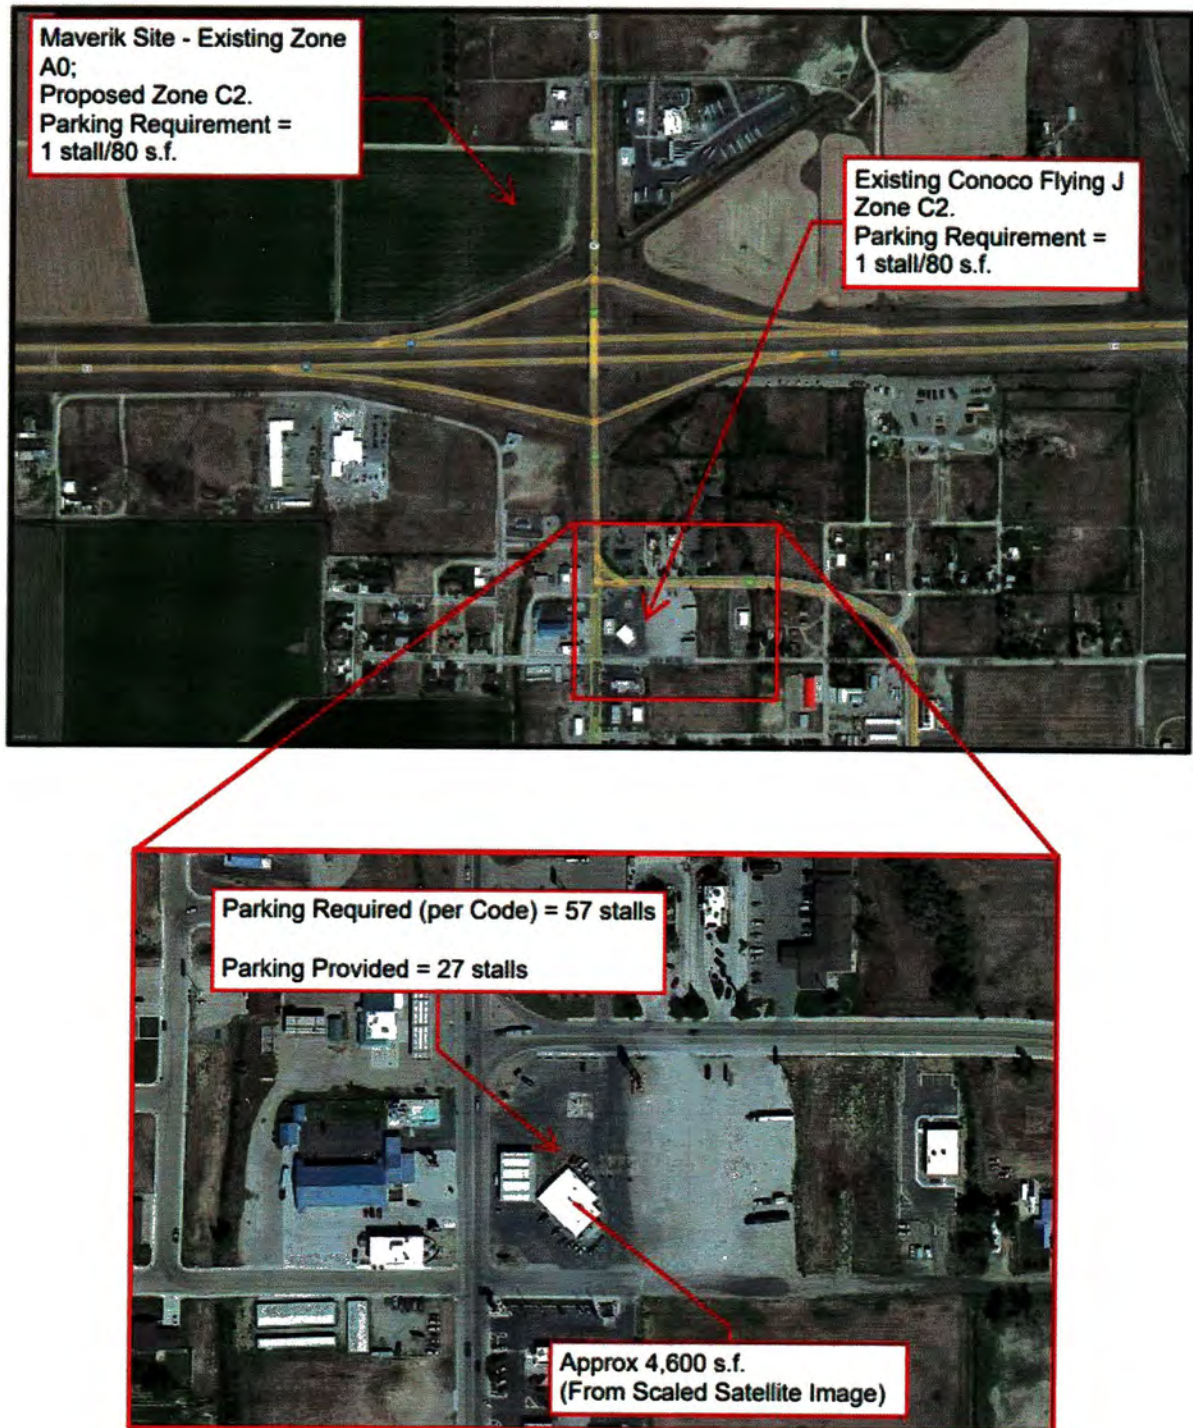 Maverik Site - Existing Zone
A0;
Proposed Zone C2.
Parking Requirement =
1 stall/80 s.f.
Existing Conoco Flying J
Zone C2.
Parking Requirement =
1 stall/80 s.f.
Parking Required (per Code) = 57 stalls
Parking Provided = 27 stalls
Approx 4,600 s.f.
(From Scaled Satellite Image)